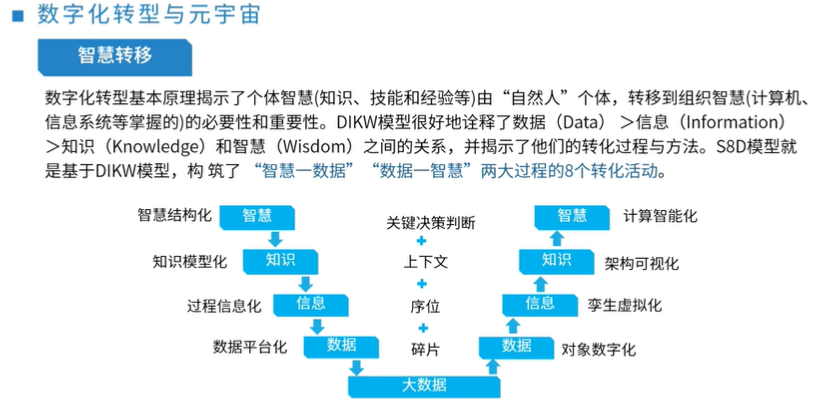 数字化转型与元宇宙
智慧转移
数字化转型基本原理揭示了个体智慧(知识、技能和经验等)由“自然人”个体，转移到组织智慧(计算机、
信息系统等掌握的)的必要性和重要性。DIKW模型很好地诠释了数据（Data）＞信息（Information）
＞知识（Knowledge）和智慧（Wisdom）之间的关系，并揭示了他们的转化过程与方法。S8D模型就
是基于DIKW模型，构 筑了 “智慧一数据” “数据一智慧”两大过程的8个转化活动。
智慧结构化 智慧 关键决策判断 智慧 计算智能化
知识模型化 知识 上下文 知识 架构可视化
过程信息化 信息 序位 信息 孪生虚拟化
数据平台化 数据 碎片 数据 对象数字化
大数据